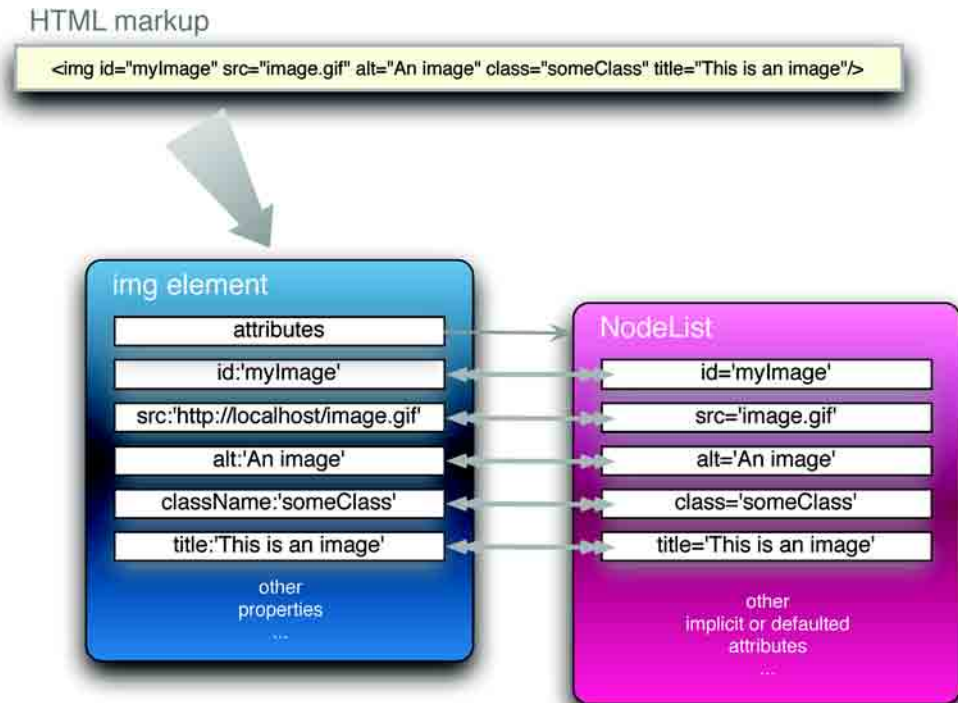 HTML markup
<img id="myImage" src="image.gif" alt="An image" class="someClass" title="This is an image"/>
img element
attributes
id:'myImage'
src:'http://localhost/image.gif'
alt:'An image'
className:'someClass'
title:'This is an image'
other
properties
...
NodeList
id='myImage'
src='image.gif'
alt='An image'
class='someClass'
title='This is an image'
other
implicit or defaulted
attributes
...